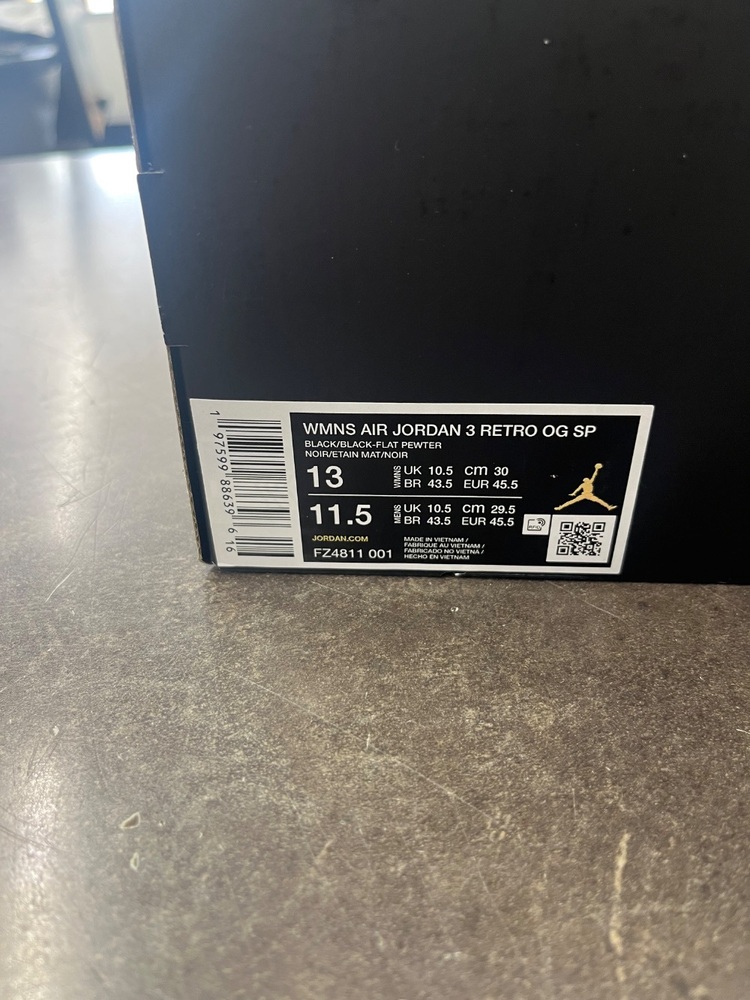 WMNS AIR JORDAN 3 RETRO OG SP
BLACK/BLACK-FLAT PEWTER
NOIR/ETAIN MAT/NOIR
13 WMNS UK 10.5 cm 30
BR 43.5 EUR 45.5
11.5 MENS UK 10.5 cm 29.5
BR 43.5 EUR 45.5
JORDAN.COM
FZ4811 001
MADE IN VIETNAM /
FABRIQUE AU VIETNAM /
FABRICADO NO VIETNÃ /
HECHO EN VIETNAM
RFID
1 97599 88639 6 16